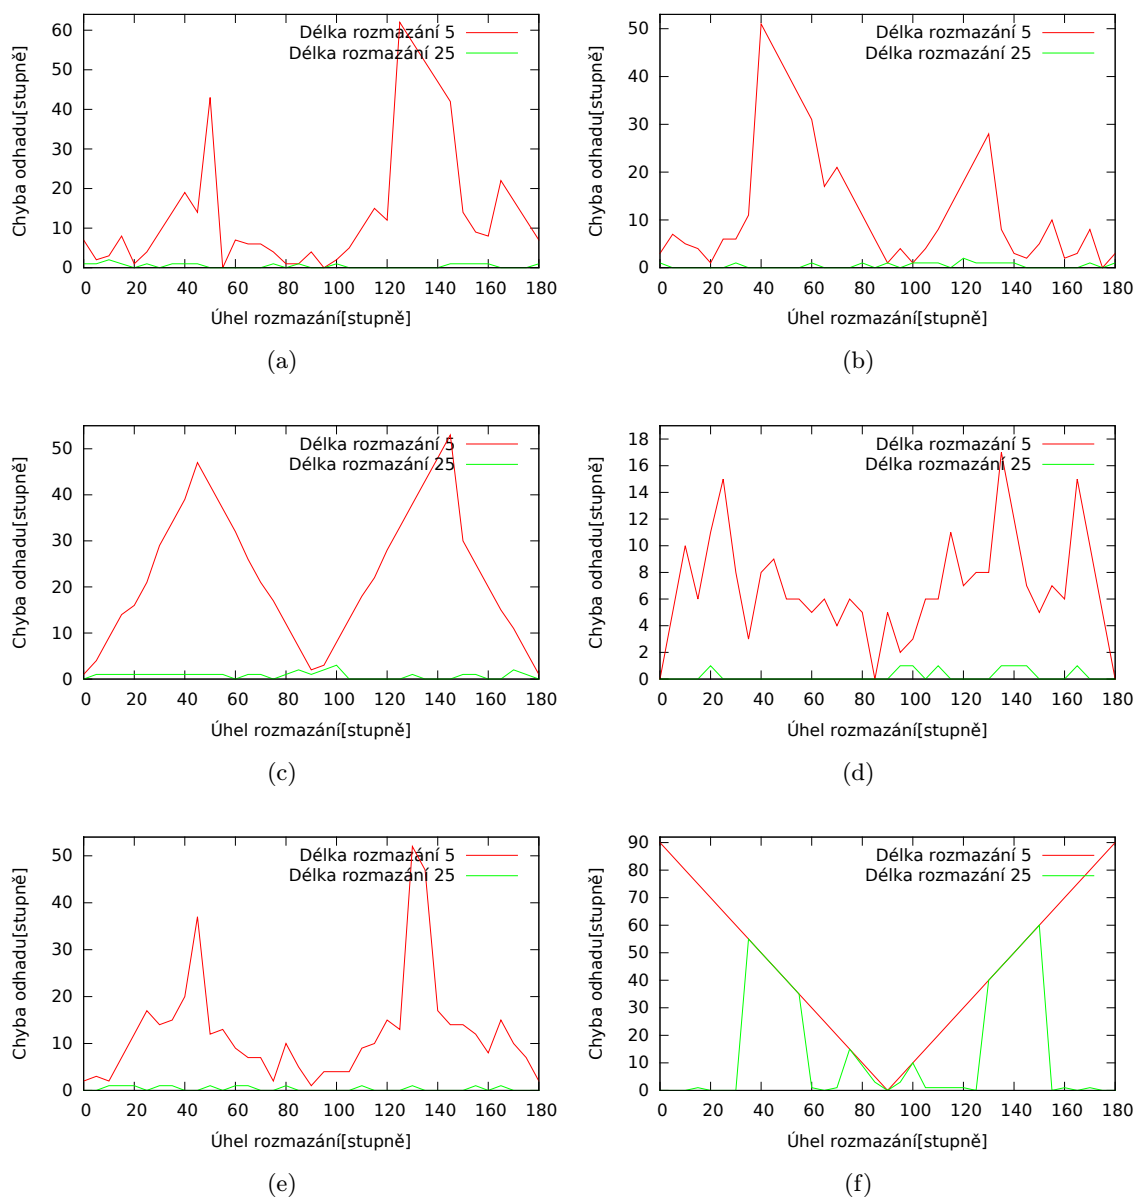 60
50
40
30
20
10
0
Chyba odhadu[stupně]
Délka rozmazání 5
Délka rozmazání 25
0 20 40 60 80 100 120 140 160 180
Úhel rozmazání[stupně]
(a)
50
40
30
20
10
0
Chyba odhadu[stupně]
Délka rozmazání 5
Délka rozmazání 25
0 20 40 60 80 100 120 140 160 180
Úhel rozmazání[stupně]
(b)
50
40
30
20
10
0
Chyba odhadu[stupně]
Délka rozmazání 5
Délka rozmazání 25
0 20 40 60 80 100 120 140 160 180
Úhel rozmazání[stupně]
(c)
18
16
14
12
10
8
6
4
2
0
Chyba odhadu[stupně]
Délka rozmazání 5
Délka rozmazání 25
0 20 40 60 80 100 120 140 160 180
Úhel rozmazání[stupně]
(d)
50
40
30
20
10
0
Chyba odhadu[stupně]
Délka rozmazání 5
Délka rozmazání 25
0 20 40 60 80 100 120 140 160 180
Úhel rozmazání[stupně]
(e)
90
80
70
60
50
40
30
20
10
0
Chyba odhadu[stupně]
Délka rozmazání 5
Délka rozmazání 25
0 20 40 60 80 100 120 140 160 180
Úhel rozmazání[stupně]
(f)